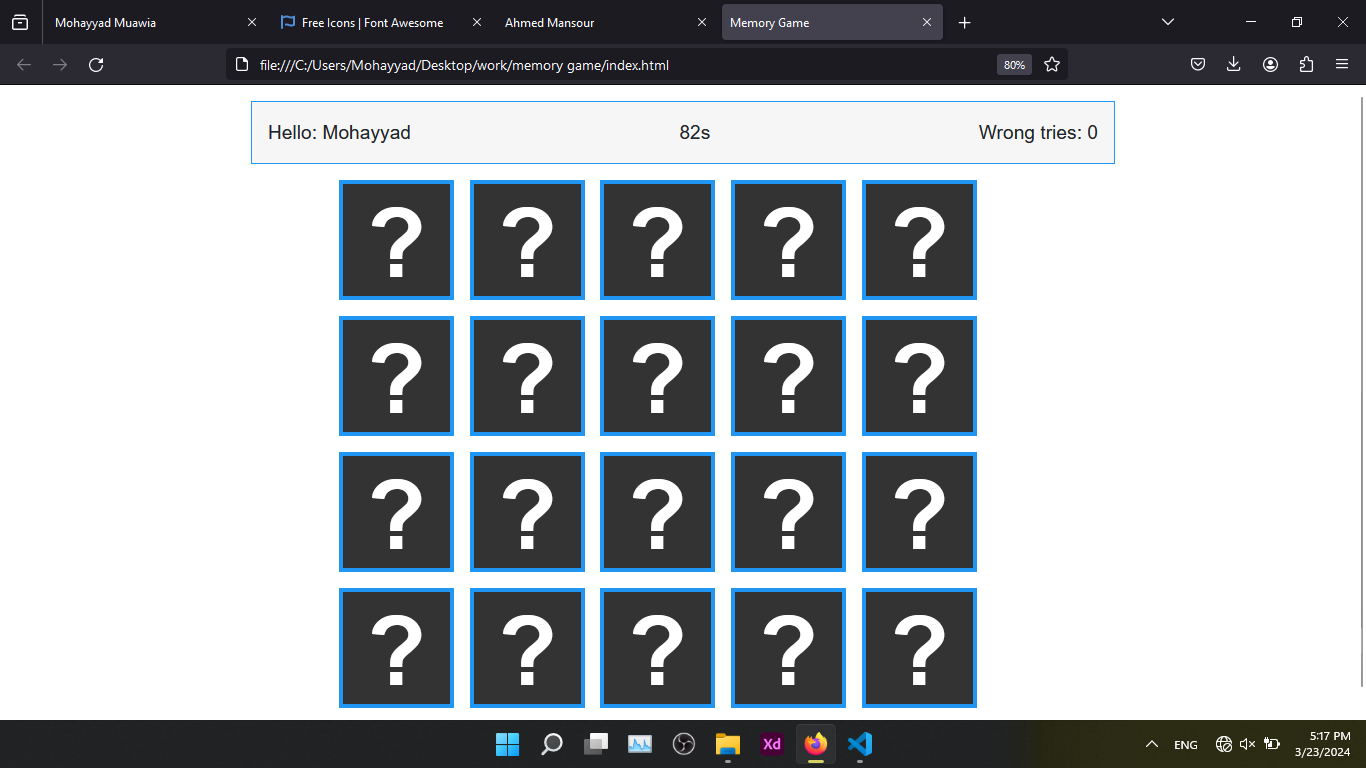 Mohayyad Muawia
Free Icons | Font Awesome
Ahmed Mansour
Memory Game
file:///C:/Users/Mohayyad/Desktop/work/memory game/index.html
80%
Hello: Mohayyad
82s
Wrong tries: 0
? ? ? ? ?
? ? ? ? ?
? ? ? ? ?
? ? ? ? ?
Xd
ENG
5:17 PM
3/23/2024